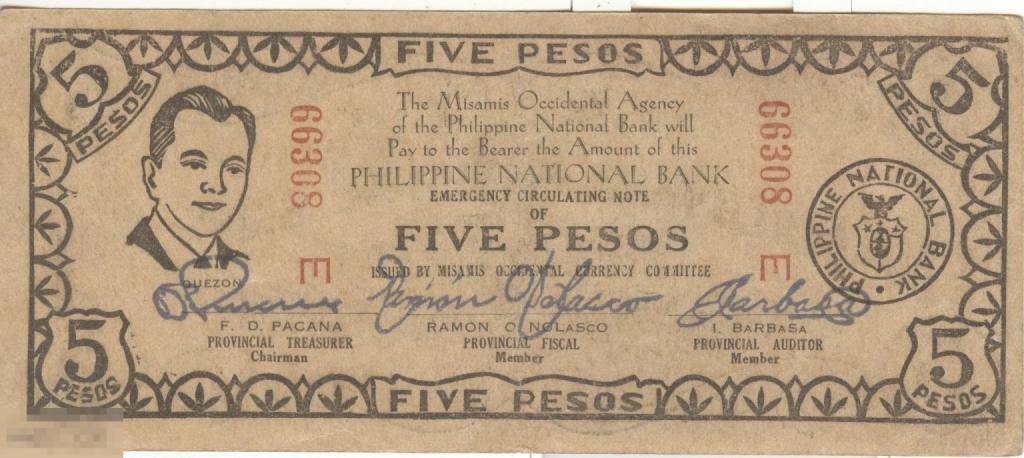 FIVE PESOS
5 PESOS
5 PESOS
The Misamis Occidental Agency
of the Philippine National Bank will
Pay to the Bearer the Amount of this
PHILIPPINE NATIONAL BANK
EMERGENCY CIRCULATING NOTE
OF
FIVE PESOS
ISSUED BY MISAMIS OCCIDENTAL CURRENCY COMMITTEE
66308 E
66308 E
PHILIPPINE NATIONAL BANK
QUEZON
Ramon O Nolasco
I Barbasa
F. D. PACANA
PROVINCIAL TREASURER
Chairman
RAMON O. NOLASCO
PROVINCIAL FISCAL
Member
I. BARBASA
PROVINCIAL AUDITOR
Member
5 PESOS
FIVE PESOS
5 PESOS